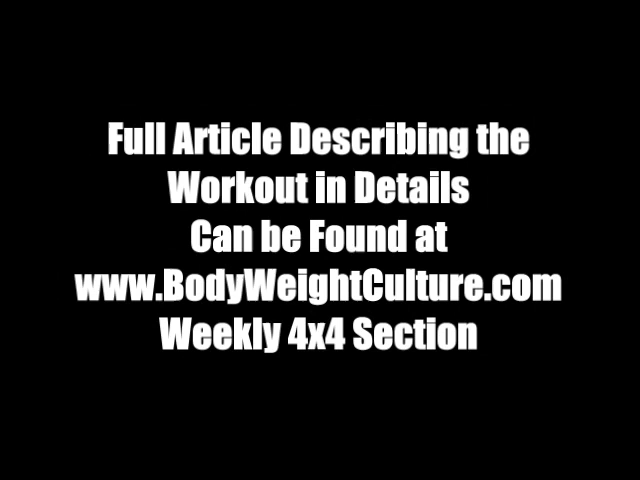 Full Article Describing the
Workout in Details
Can be Found at
www.BodyWeightCulture.com
Weekly 4x4 Section